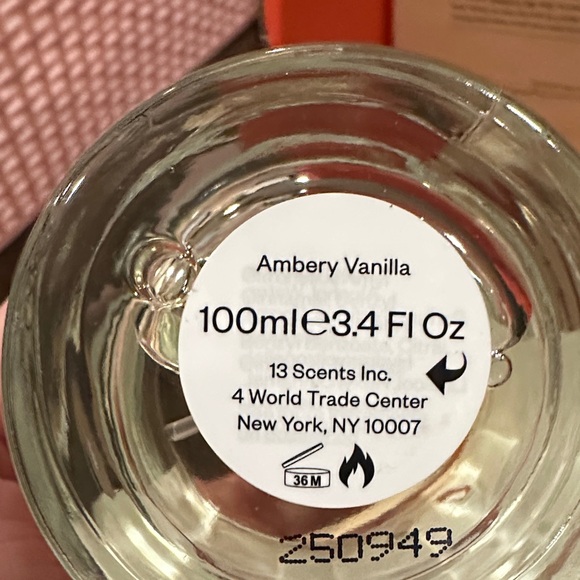 Ambery Vanilla
100ml℮3.4 Fl Oz
13 Scents Inc.
4 World Trade Center
New York, NY 10007
36 M
250949